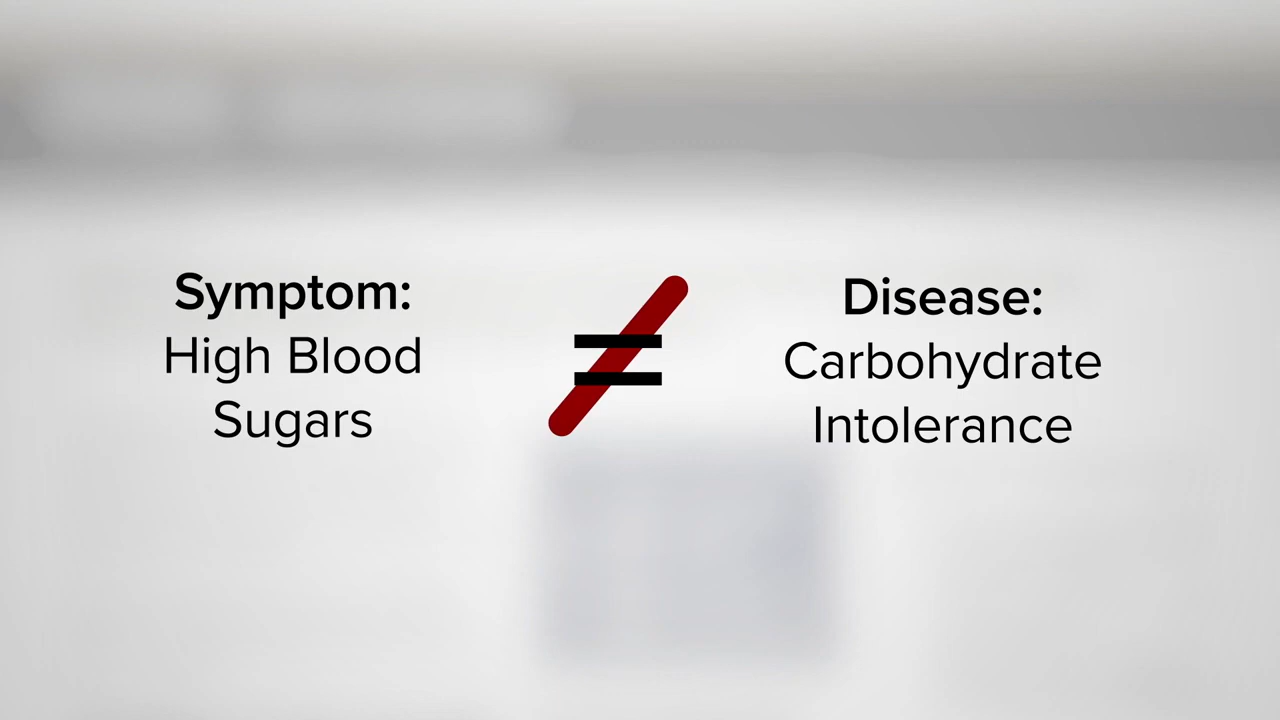 Symptom:
High Blood
Sugars
≠
Disease:
Carbohydrate
Intolerance